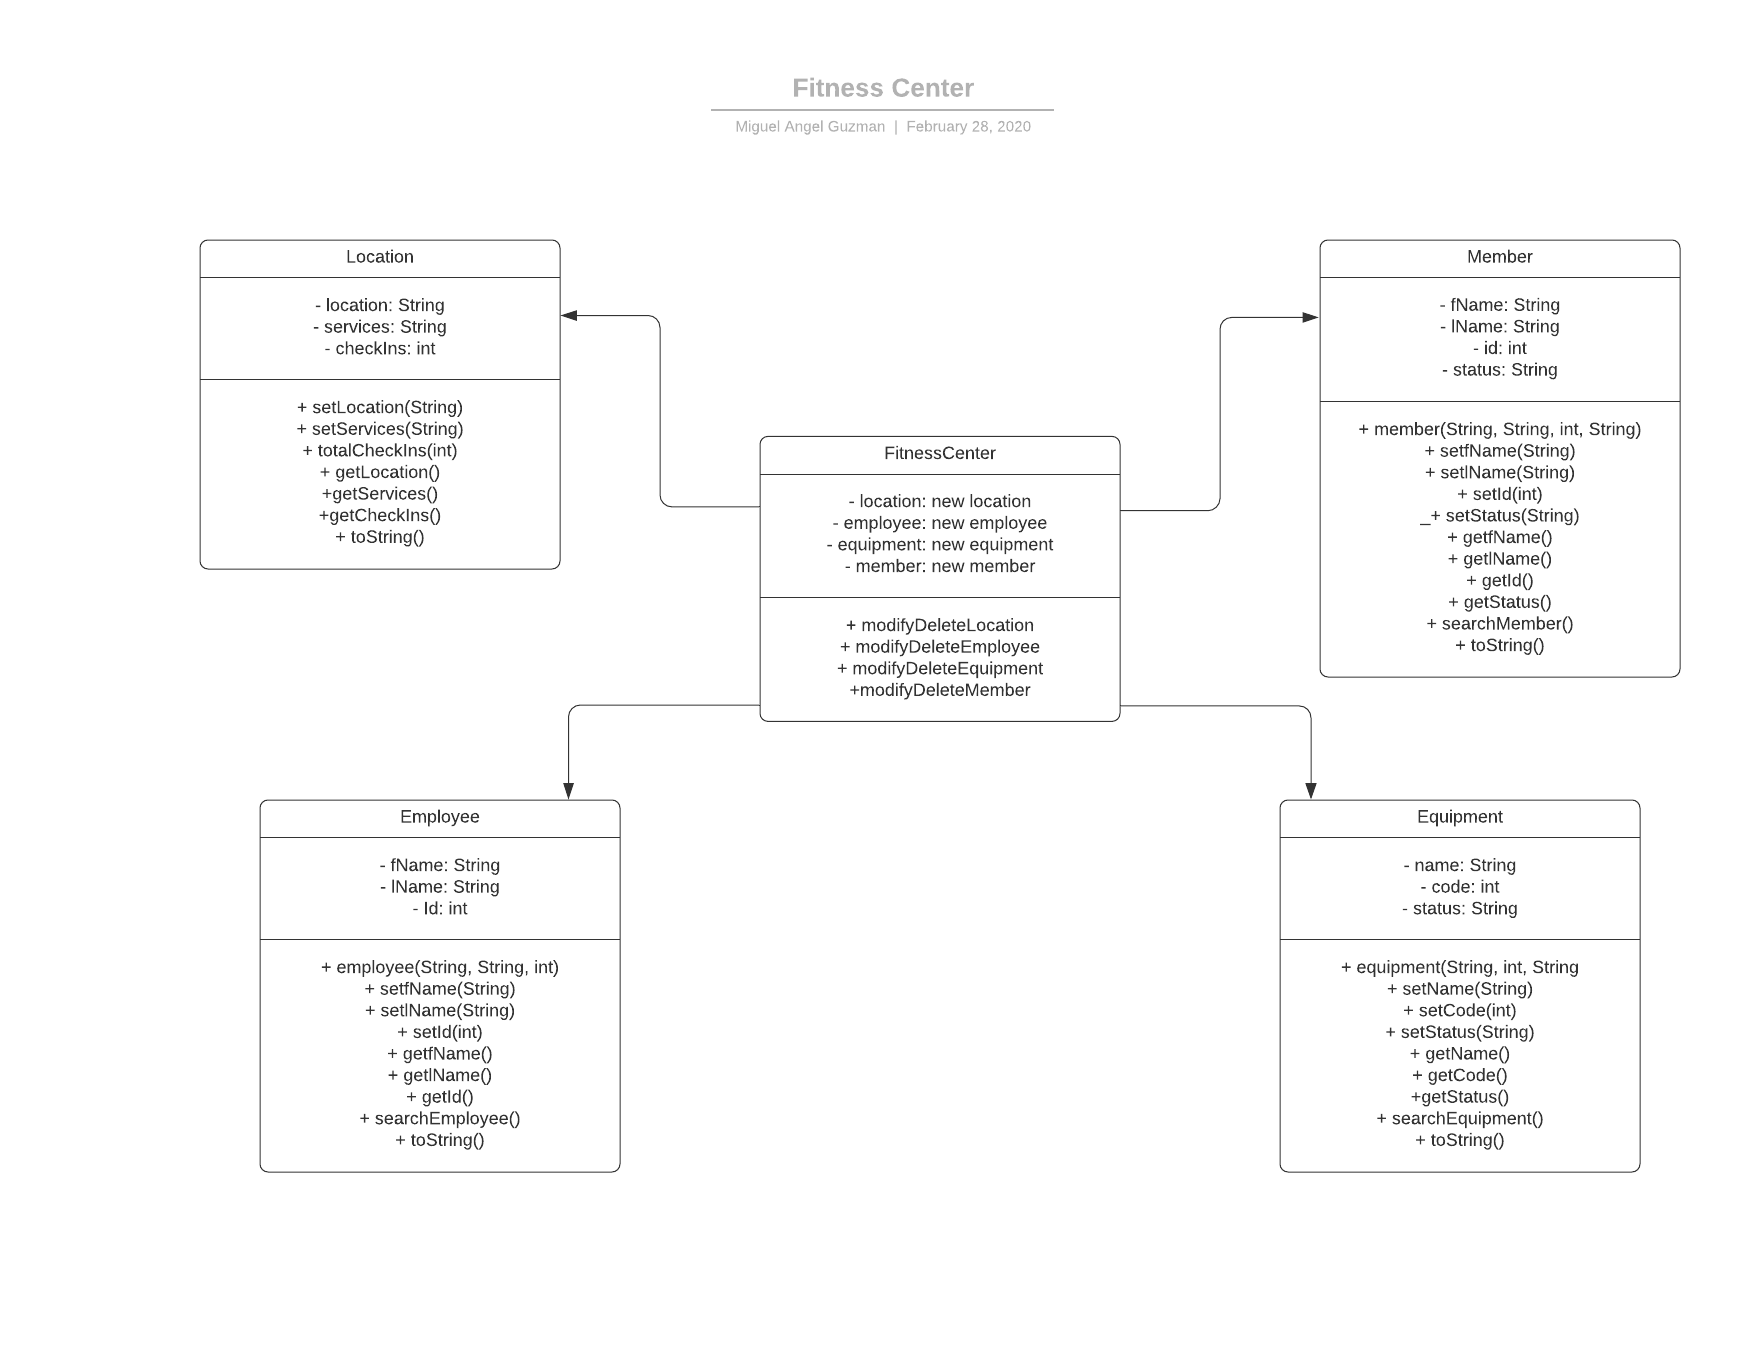 Fitness Center
Miguel Angel Guzman | February 28, 2020
Location
- location: String
- services: String
- checkIns: int
+ setLocation(String)
+ setServices(String)
+ totalCheckIns(int)
+ getLocation()
+getServices()
+getCheckIns()
+ toString()
Member
- fName: String
- lName: String
- id: int
- status: String
+ member(String, String, int, String)
+ setfName(String)
+ setlName(String)
+ setId(int)
_+ setStatus(String)
+ getfName()
+ getlName()
+ getId()
+ getStatus()
+ searchMember()
+ toString()
FitnessCenter
- location: new location
- employee: new employee
- equipment: new equipment
- member: new member
+ modifyDeleteLocation
+ modifyDeleteEmployee
+ modifyDeleteEquipment
+modifyDeleteMember
Employee
- fName: String
- lName: String
- Id: int
+ employee(String, String, int)
+ setfName(String)
+ setlName(String)
+ setId(int)
+ getfName()
+ getlName()
+ getId()
+ searchEmployee()
+ toString()
Equipment
- name: String
- code: int
- status: String
+ equipment(String, int, String
+ setName(String)
+ setCode(int)
+ setStatus(String)
+ getName()
+ getCode()
+getStatus()
+ searchEquipment()
+ toString()